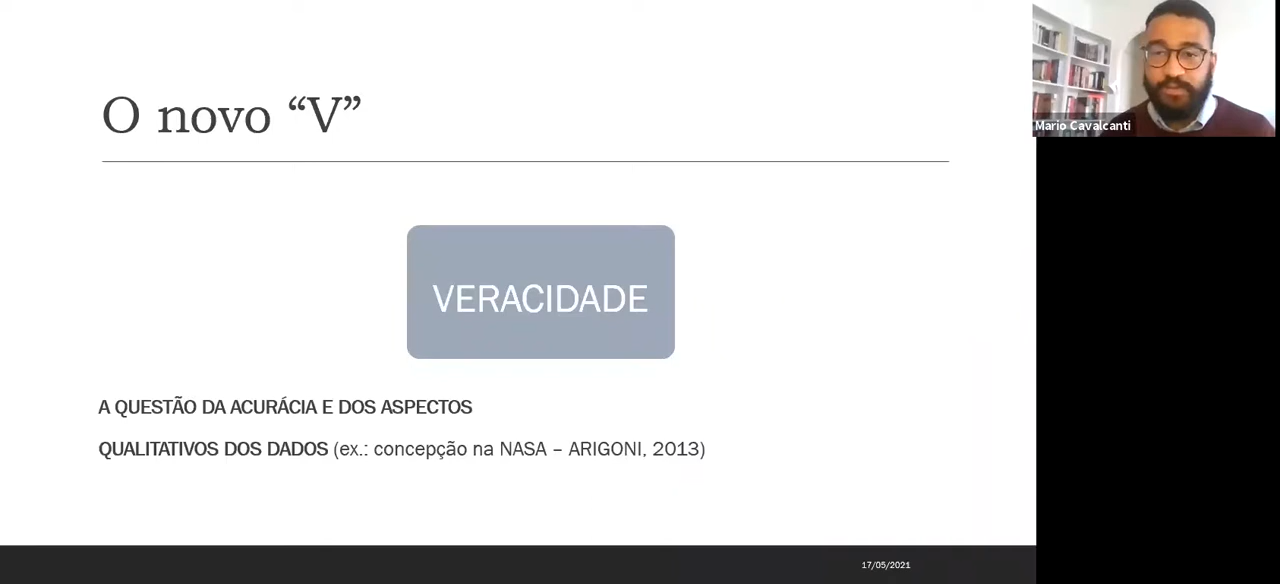 O novo “V”
Mario Cavalcanti
VERACIDADE
A QUESTÃO DA ACURÁCIA E DOS ASPECTOS
QUALITATIVOS DOS DADOS (ex.: concepção na NASA – ARIGONI, 2013)
17/05/2021